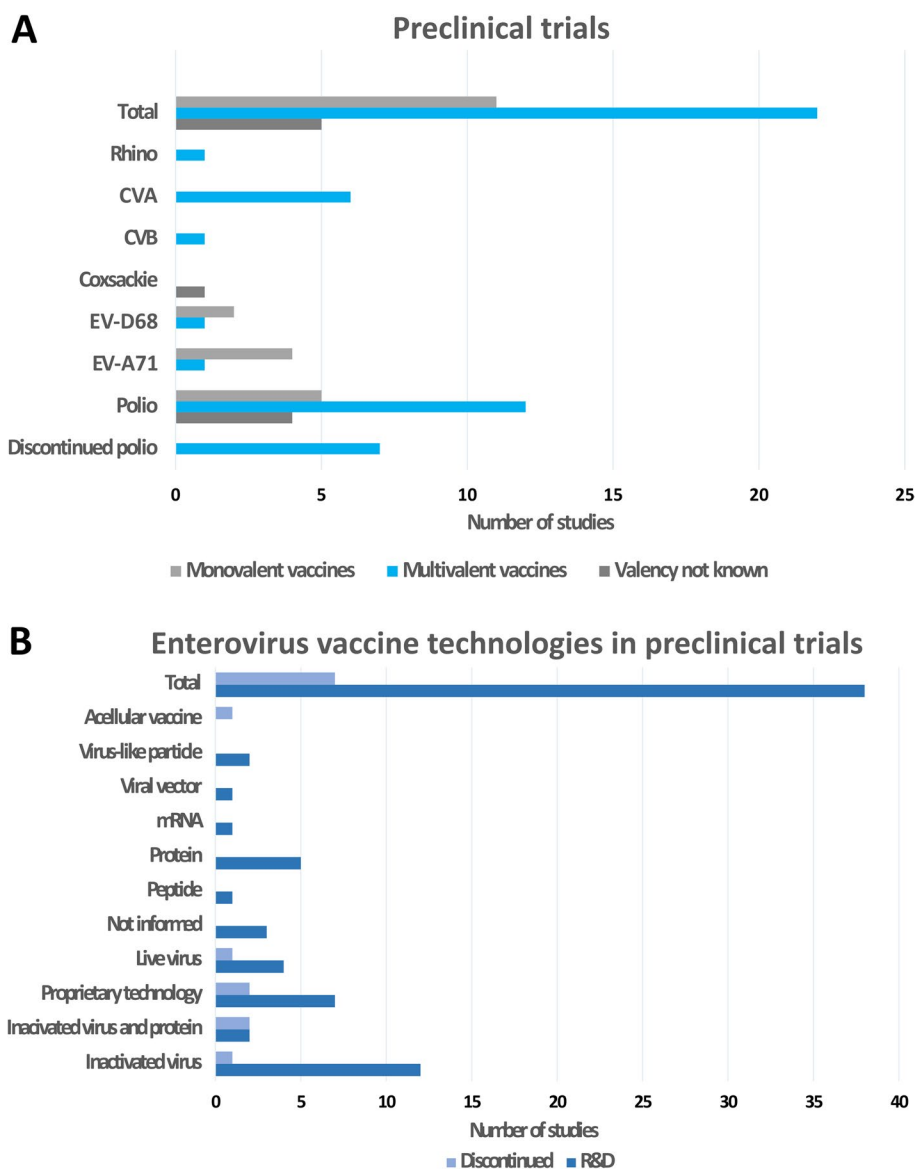 A
Preclinical trials
Total
Rhino
CVA
CVB
Coxsackie
EV-D68
EV-A71
Polio
Discontinued polio
0 5 10 15 20 25
Number of studies
Monovalent vaccines Multivalent vaccines Valency not known
B
Enterovirus vaccine technologies in preclinical trials
Total
Acellular vaccine
Virus-like partide
Viral vector
mRNA
Protein
Peptide
Not informed
Live virus
Proprietary technology
Inacivated virus and protein
Inactivated virus
0 5 10 15 20 25 30 35 40
Number of studies
Discontinued R&D